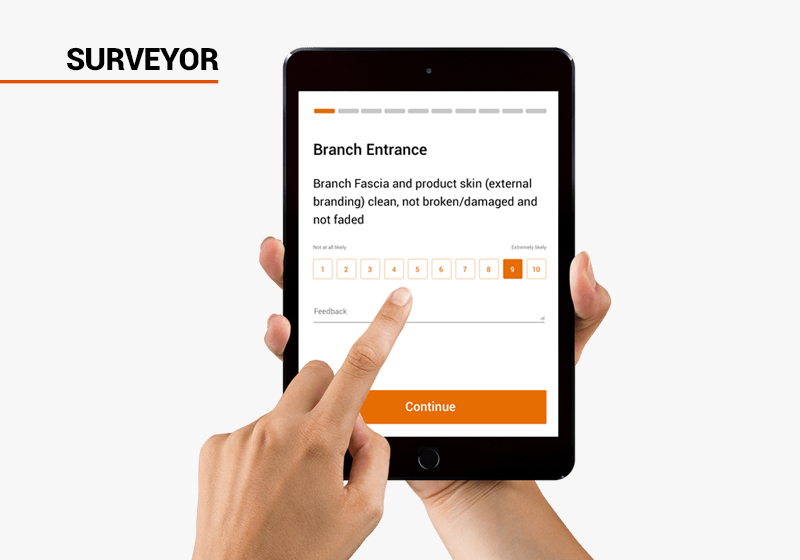 SURVEYOR
Branch Entrance
Branch Fascia and product skin (external
branding) clean, not broken/damaged and
not faded
Not at all likely Extremely likely
1 2 3 4 5 6 7 8 9 10
Feedback
Continue